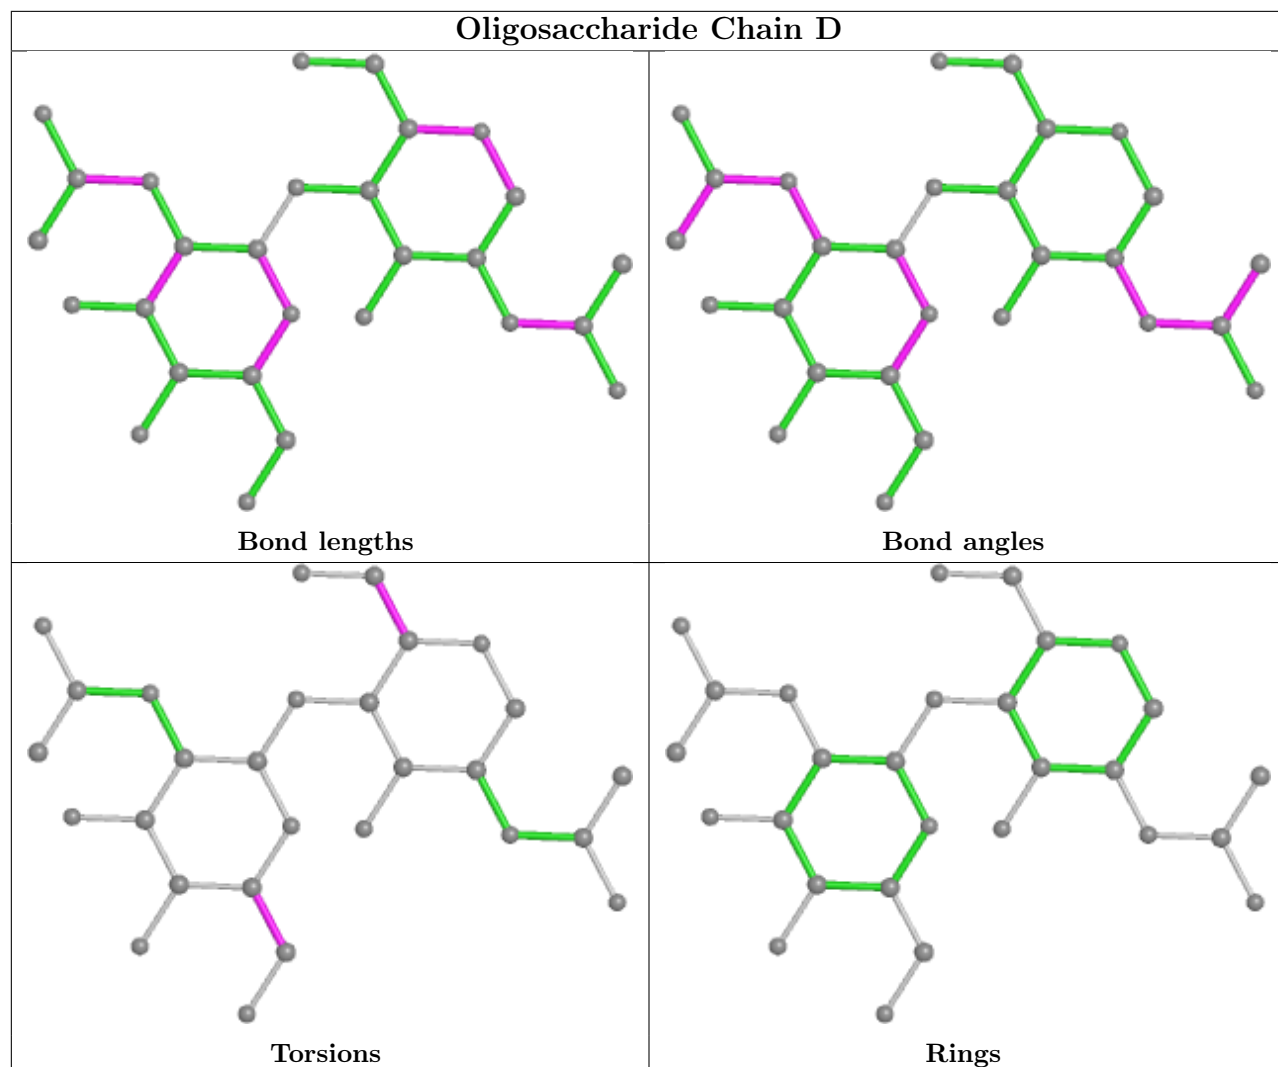 Oligosaccharide Chain D
Bond lengths
Bond angles
Torsions
Rings